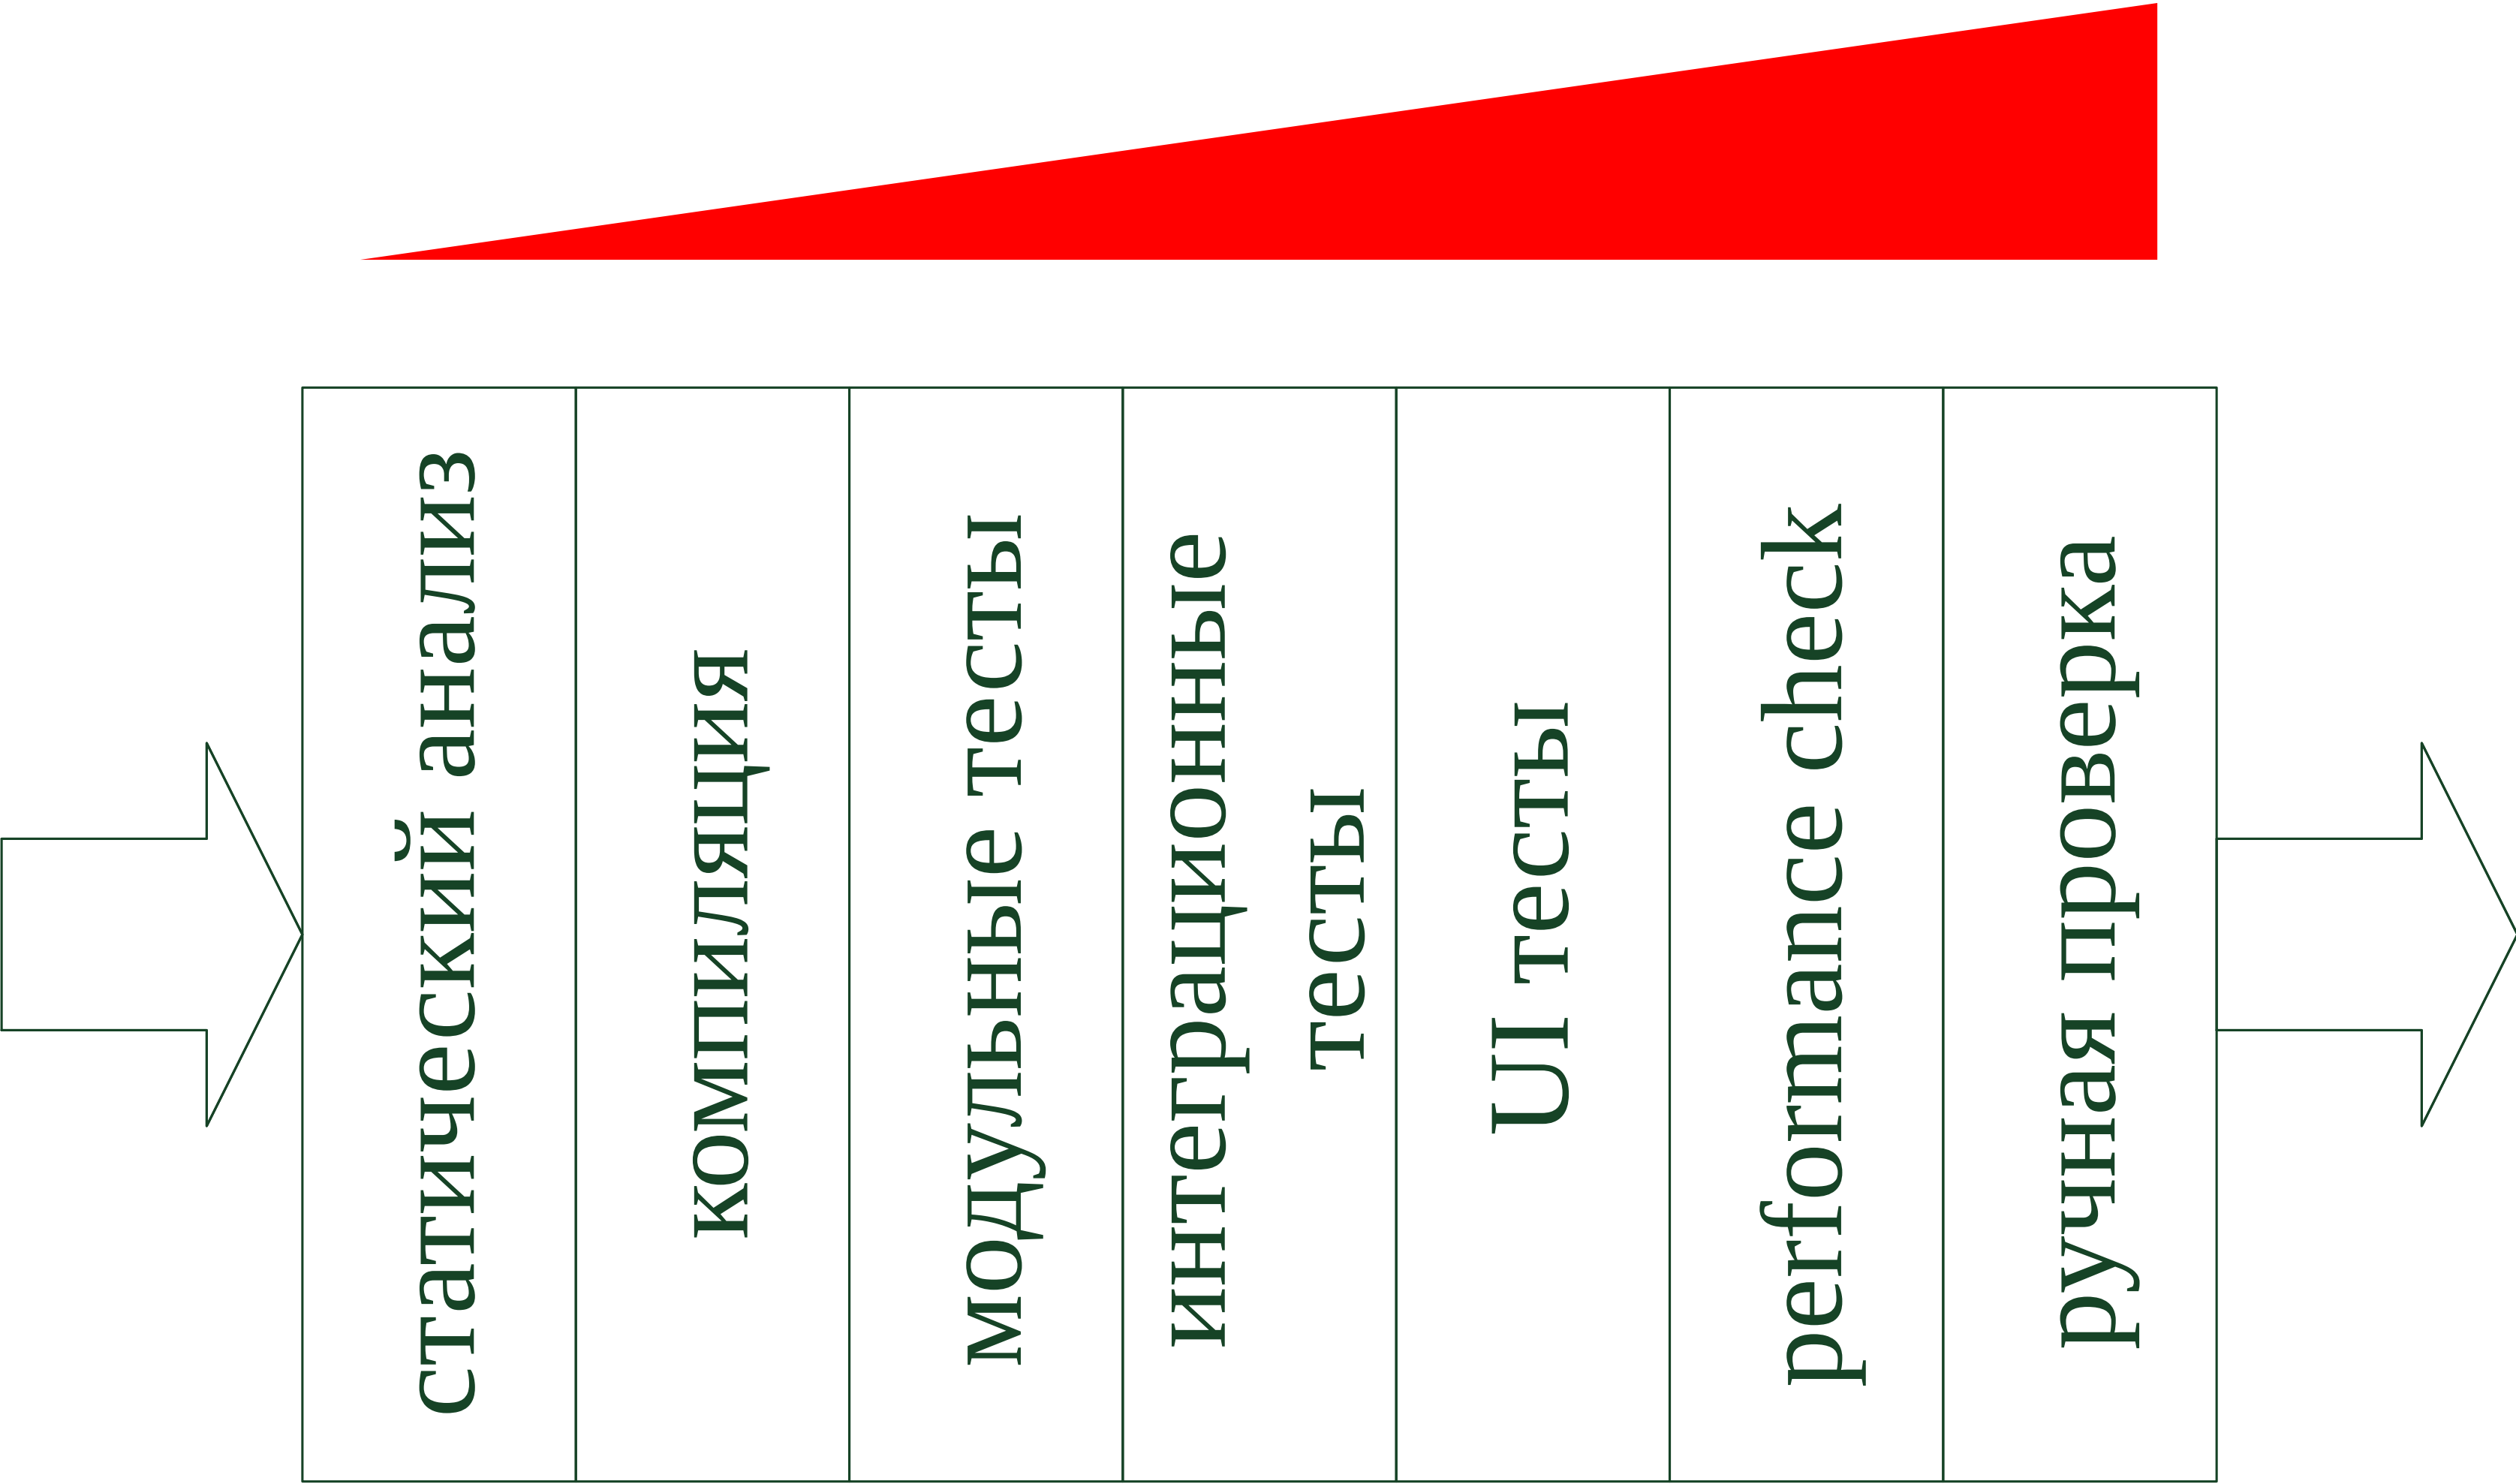 статический анализ
компиляция
модульные тесты
интеграционные
тесты
UI тесты
performance check
ручная проверка